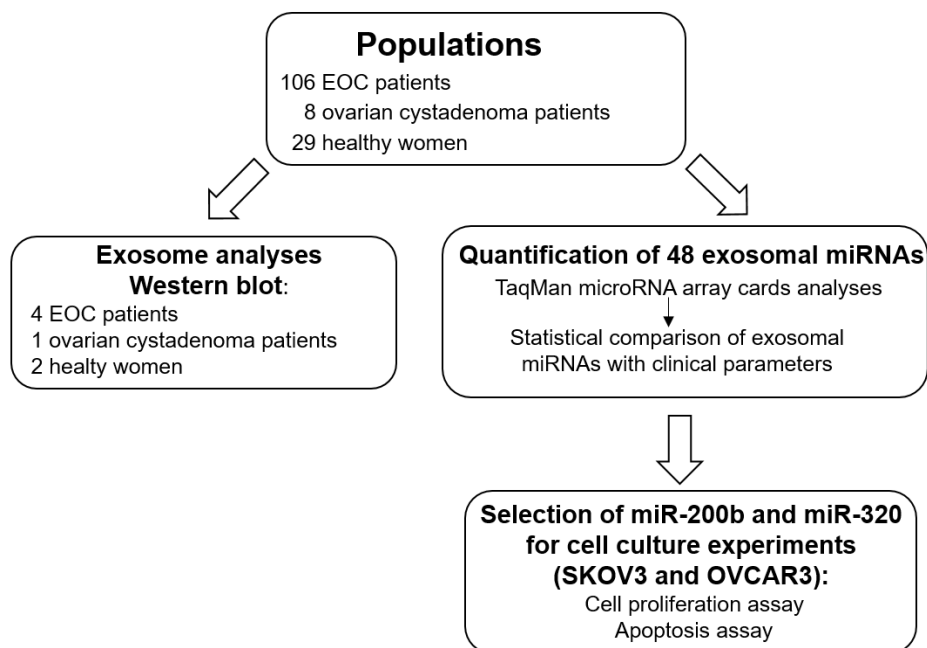 Populations
106 EOC patients
8 ovarian cystadenoma patients
29 healthy women
Exosome analyses
Western blot:
4 EOC patients
1 ovarian cystadenoma patients
2 healty women
Quantification of 48 exosomal miRNAs
TaqMan microRNA array cards analyses
Statistical comparison of exosomal
miRNAs with clinical parameters
Selection of miR-200b and miR-320
for cell culture experiments
(SKOV3 and OVCAR3):
Cell proliferation assay
Apoptosis assay